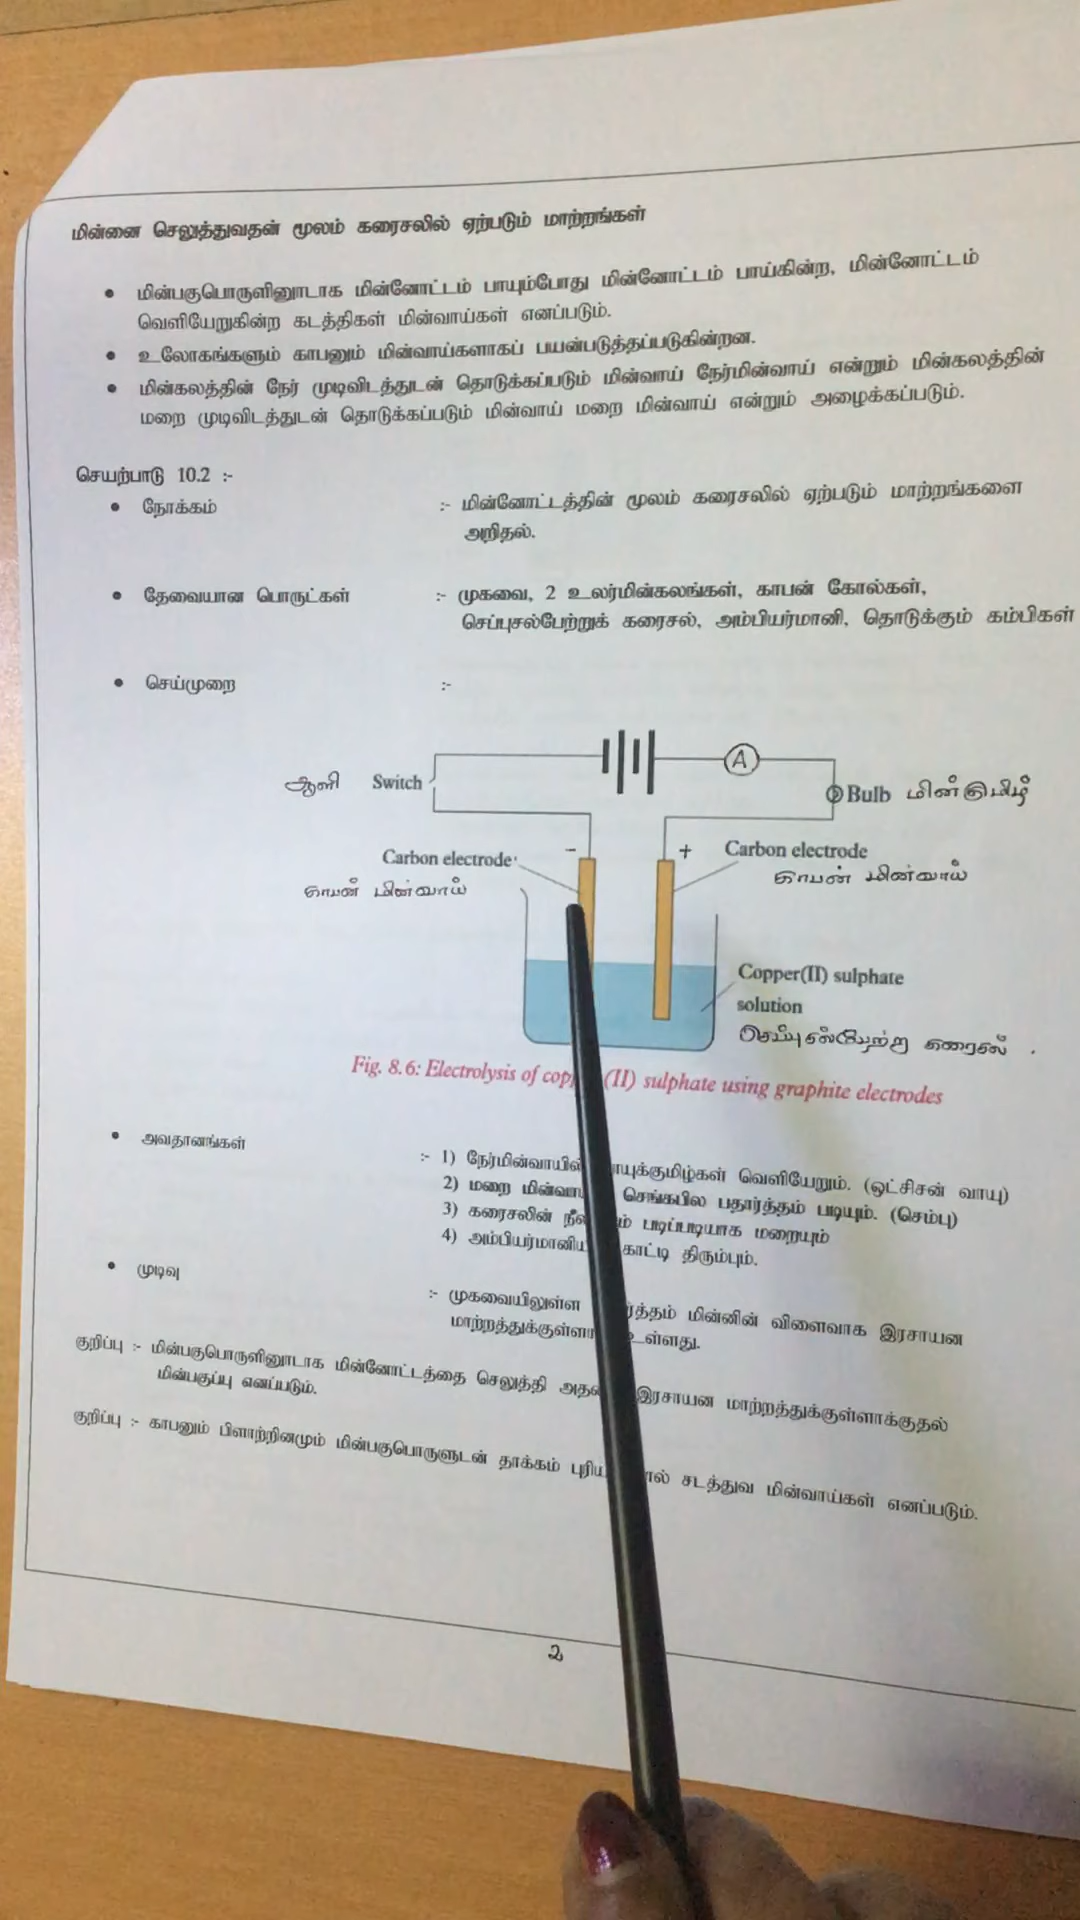 மின்னை செலுத்துவதன் மூலம் கரைசலில் ஏற்படும் மாற்றங்கள்
• மின்பகுபொருளினூடாக மின்னோட்டம் பாயும்போது மின்னோட்டம் பாய்கின்ற, மின்னோட்டம்
வெளியேறுகின்ற கடத்திகள் மின்வாய்கள் எனப்படும்.
• உலோகங்களும் காபனும் மின்வாய்களாகப் பயன்படுத்தப்படுகின்றன.
• மின்கலத்தின் நேர் முடிவிடத்துடன் தொடுக்கப்படும் மின்வாய் நேர்மின்வாய் என்றும் மின்கலத்தின்
மறை முடிவிடத்துடன் தொடுக்கப்படும் மின்வாய் மறை மின்வாய் என்றும் அழைக்கப்படும்.
செயற்பாடு 10.2 :-
• நோக்கம் :- மின்னோட்டத்தின் மூலம் கரைசலில் ஏற்படும் மாற்றங்களை
அறிதல்.
• தேவையான பொருட்கள் :- முகவை, 2 உலர்மின்கலங்கள், காபன் கோல்கள்,
செப்புசல்பேற்றுக் கரைசல், அம்பியர்மானி, தொடுக்கும் கம்பிகள்
• செய்முறை :-
A
ஆளி Switch Bulb மின்குமிழ்
− + Carbon electrode
Carbon electrode காபன் மின்வாய்
காபன் மின்வாய்
Copper(II) sulphate
solution
செப்புசல்பேற்று கரைசல்.
Fig. 8.6: Electrolysis of (II) sulphate using graphite electrodes
• அவதானங்கள் :- 1) வெளியேறும். (ஒட்சிசன் வாயு)
2) மறை செங்கபில பதார்த்தம் படியும். (செம்பு)
3) கரைசலின் படிப்படியாக மறையும்
4) காட்டி திரும்பும்.
• முடிவு :- முகவையிலுள்ள மின்னின் விளைவாக இரசாயன
உள்ளது.
குறிப்பு :- மின்பகுபொருளினூடாக மின்னோட்டத்தை செலுத்தி இரசாயன மாற்றத்துக்குள்ளாக்குதல்
மின்பகுப்பு எனப்படும்.
குறிப்பு :- காபனும் பிளாற்றினமும் மின்பகுபொருளுடன் தாக்கம் சடத்துவ மின்வாய்கள் எனப்படும்.
2